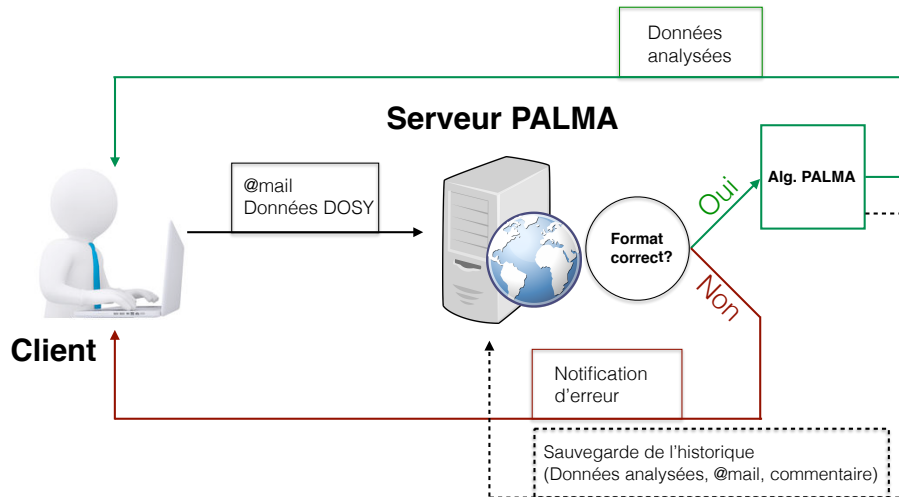 Données
analysées
Serveur PALMA
@mail
Données DOSY
Oui
Alg. PALMA
Format
correct?
Non
Client
Notification
d'erreur
Sauvegarde de l'historique
(Données analysées, @mail, commentaire)